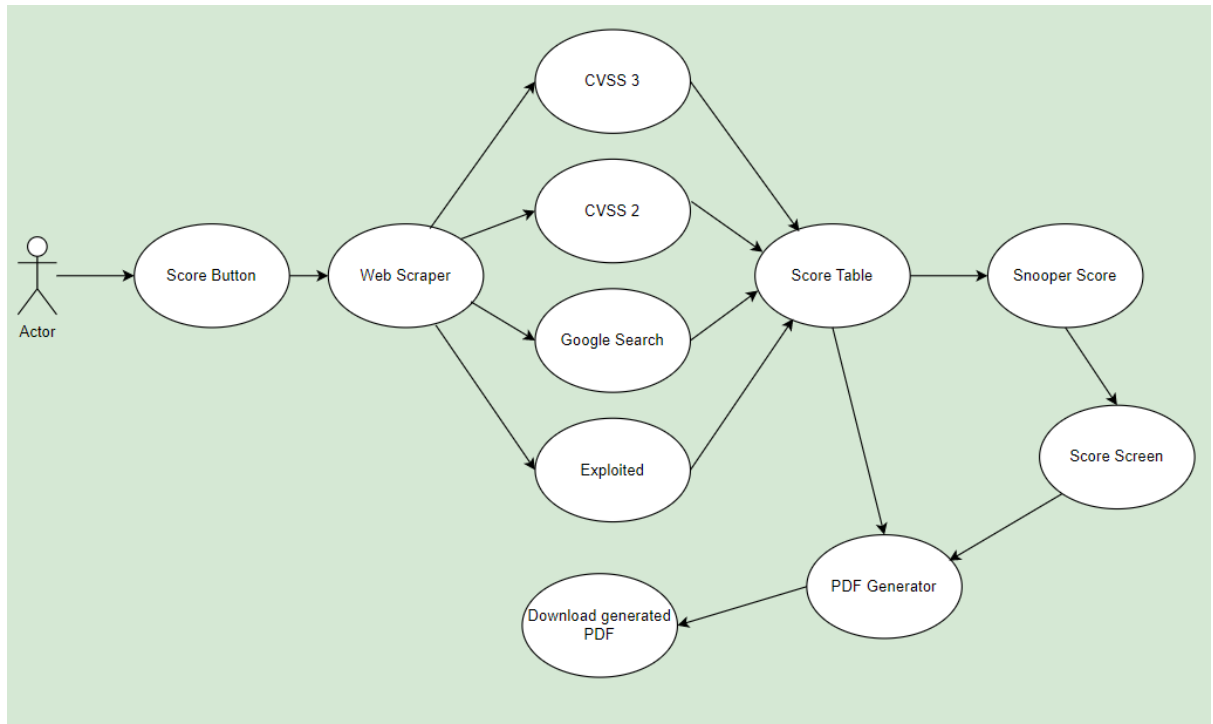 CVSS 3
CVSS 2
Actor
Score Button
Web Scraper
Score Table
Snooper Score
Google Search
Exploited
Score Screen
PDF Generator
Download generated
PDF